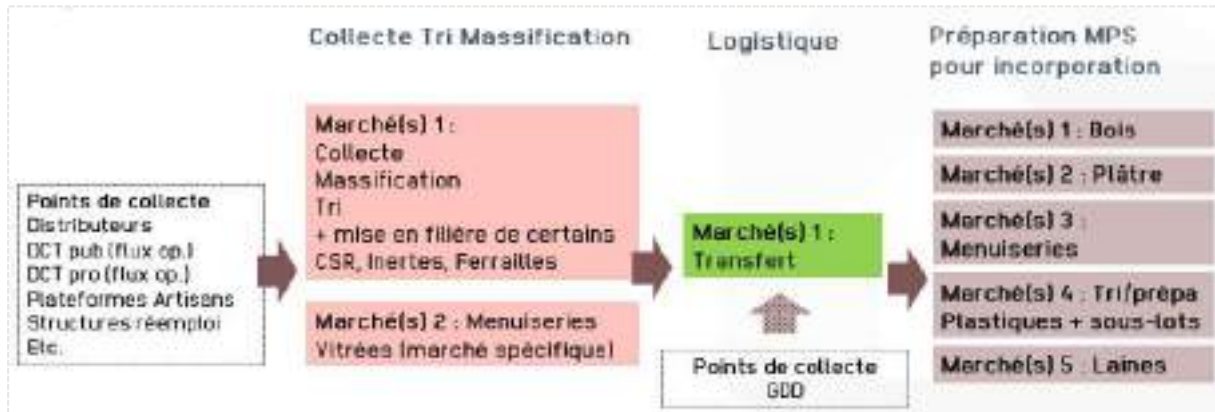 Collecte Tri Massification
Logistique
Préparation MPS
pour incorporation
Points de collecte
Distributeurs
DCT pub (flux op.)
DCT pro (flux op.)
Plateformes Artisans
Structures réemploi
Etc.
Marché(s) 1 :
Collecte
Massification
Tri
+ mise en filière de certains
CSR, Inertes, Ferrailles
Marché(s) 2 : Menuiseries
Vitrées (marché spécifique)
Marché(s) 1 :
Transfert
Points de collecte
GDD
Marché(s) 1 : Bois
Marché(s) 2 : Plâtre
Marché(s) 3 :
Menuiseries
Marché(s) 4 : Tri/prépa
Plastiques + sous-lots
Marché(s) 5 : Laines